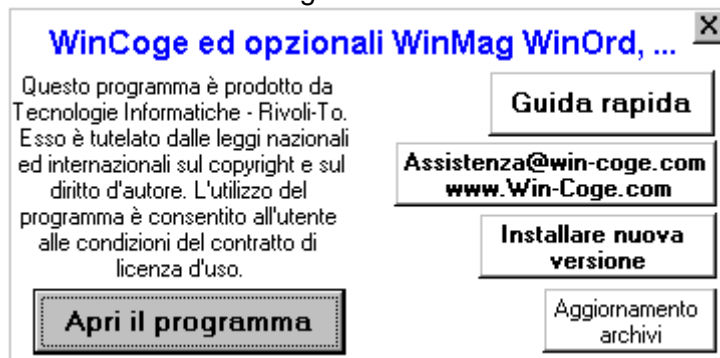 WinCoge ed opzionali WinMag WinOrd, ...
Questo programma è prodotto da
Tecnologie Informatiche - Rivoli-To.
Esso è tutelato dalle leggi nazionali
ed internazionali sul copyright e sul
diritto d'autore. L'utilizzo del
programma è consentito all'utente
alle condizioni del contratto di
licenza d'uso.
Apri il programma
Guida rapida
Assistenza@win-coge.com
www.Win-Coge.com
Installare nuova
versione
Aggiornamento
archivi